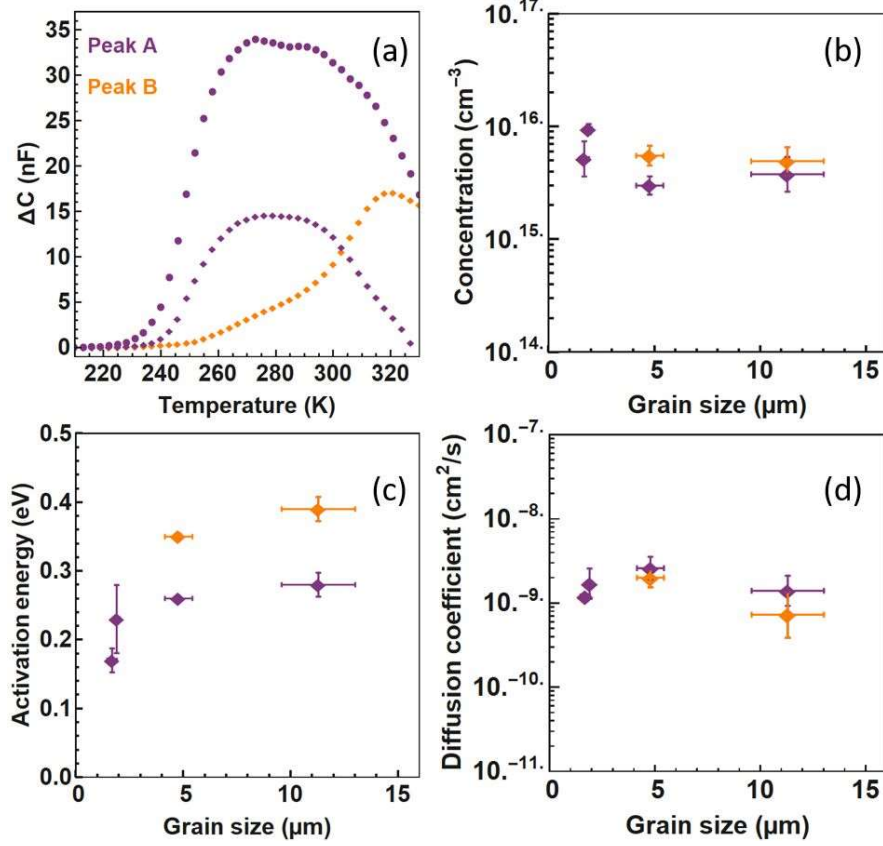 (a)
Peak A
Peak B
35
30
25
20
15
10
5
0
ΔC (nF)
220 240 260 280 300 320
Temperature (K)
(b)
10.^17.
10.^16.
10.^15.
10.^14.
Concentration (cm⁻³)
0 5 10 15
Grain size (µm)
(c)
0.5
0.4
0.3
0.2
0.1
0.0
Activation energy (eV)
0 5 10 15
Grain size (µm)
(d)
10.^−7.
10.^−8.
10.^−9.
10.^−10.
10.^−11.
Diffusion coefficient (cm²/s)
0 5 10 15
Grain size (µm)